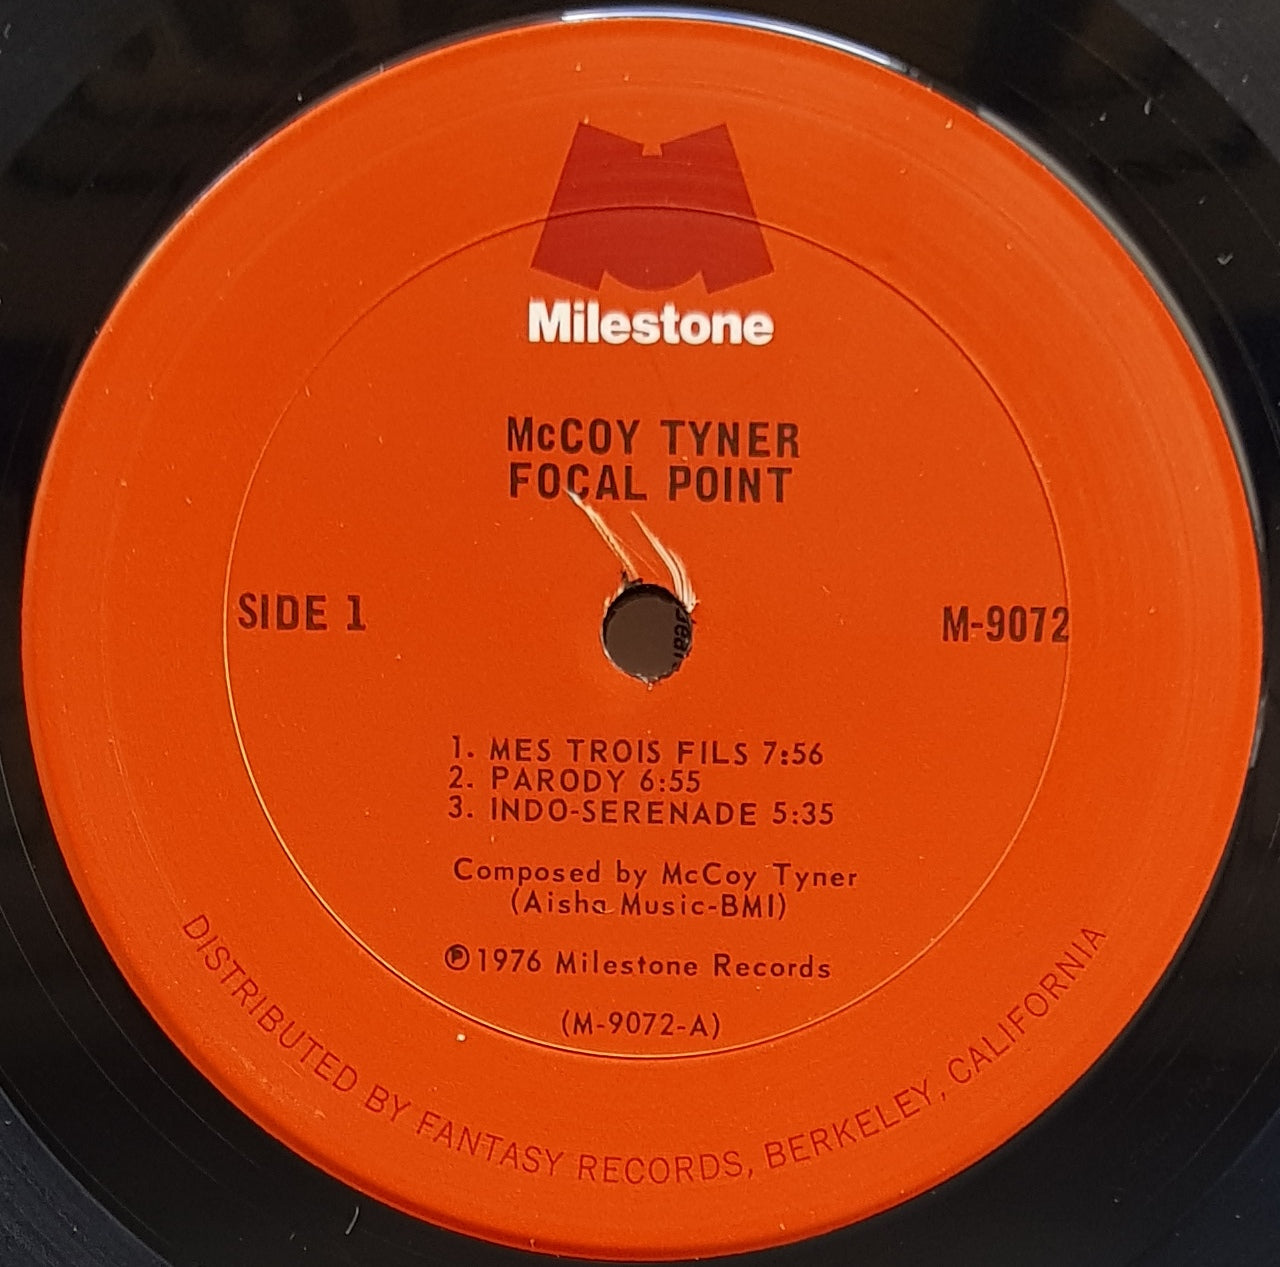 Milestone
McCOY TYNER
FOCAL POINT
SIDE 1
M-9072
1. MES TROIS FILS 7:56
2. PARODY 6:55
3. INDO-SERENADE 5:35
Composed by McCoy Tyner
(Aisha Music-BMI)
℗1976 Milestone Records
(M-9072-A)
DISTRIBUTED BY FANTASY RECORDS, BERKELEY, CALIFORNIA